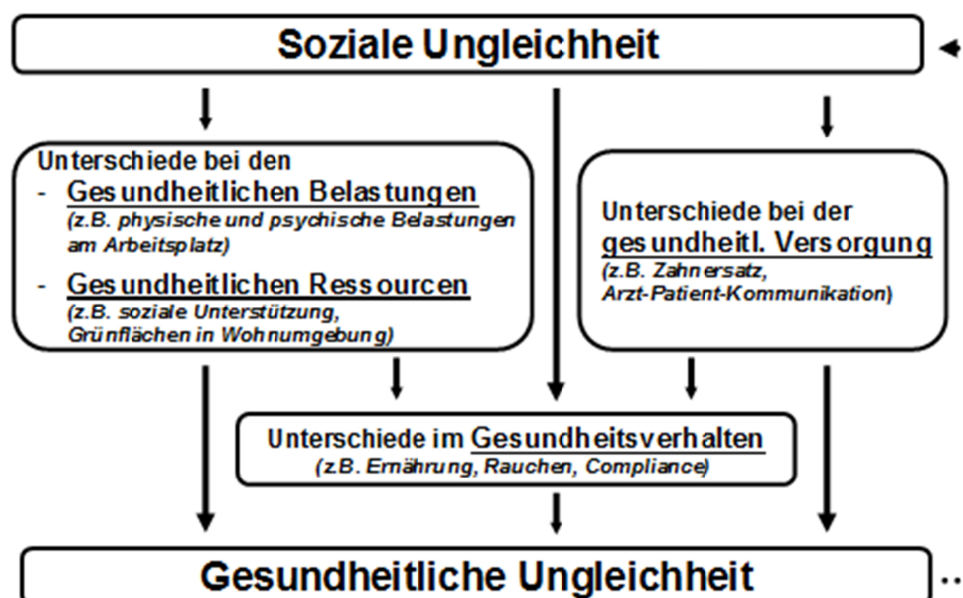 Soziale Ungleichheit
Unterschiede bei den
- Gesundheitlichen Belastungen
(z.B. physische und psychische Belastungen
am Arbeitsplatz)
- Gesundheitlichen Ressourcen
(z.B. soziale Unterstützung,
Grünflächen in Wohnumgebung)
Unterschiede bei der
gesundheitl. Versorgung
(z.B. Zahnersatz,
Arzt-Patient-Kommunikation)
Unterschiede im Gesundheitsverhalten
(z.B. Ernährung, Rauchen, Compliance)
Gesundheitliche Ungleichheit